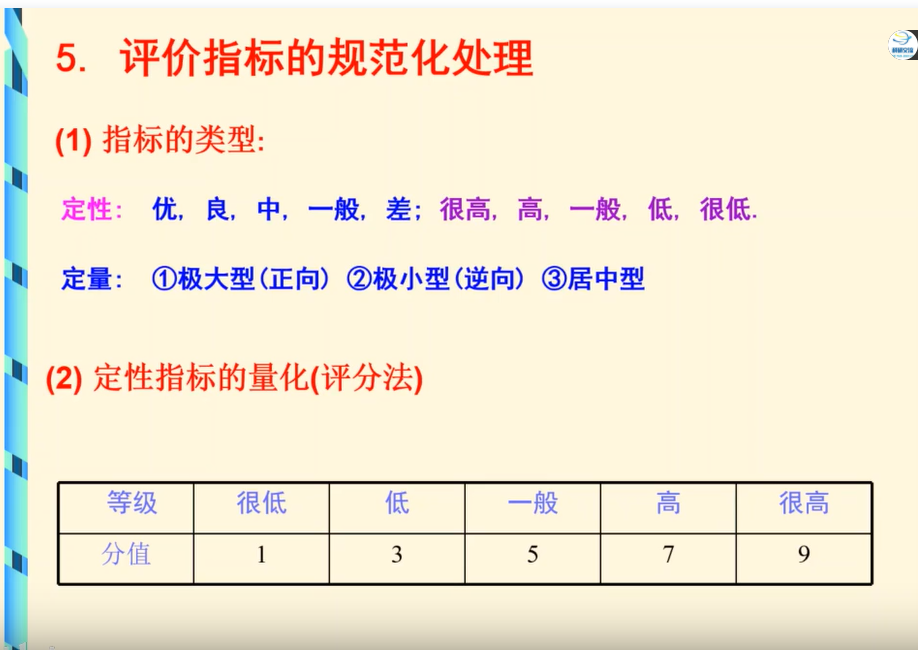 5. 评价指标的规范化处理
(1) 指标的类型:
定性: 优, 良, 中, 一般, 差; 很高, 高, 一般, 低, 很低.
定量: ①极大型(正向) ②极小型(逆向) ③居中型
(2) 定性指标的量化(评分法)
等级 很低 低 一般 高 很高
分值 1 3 5 7 9